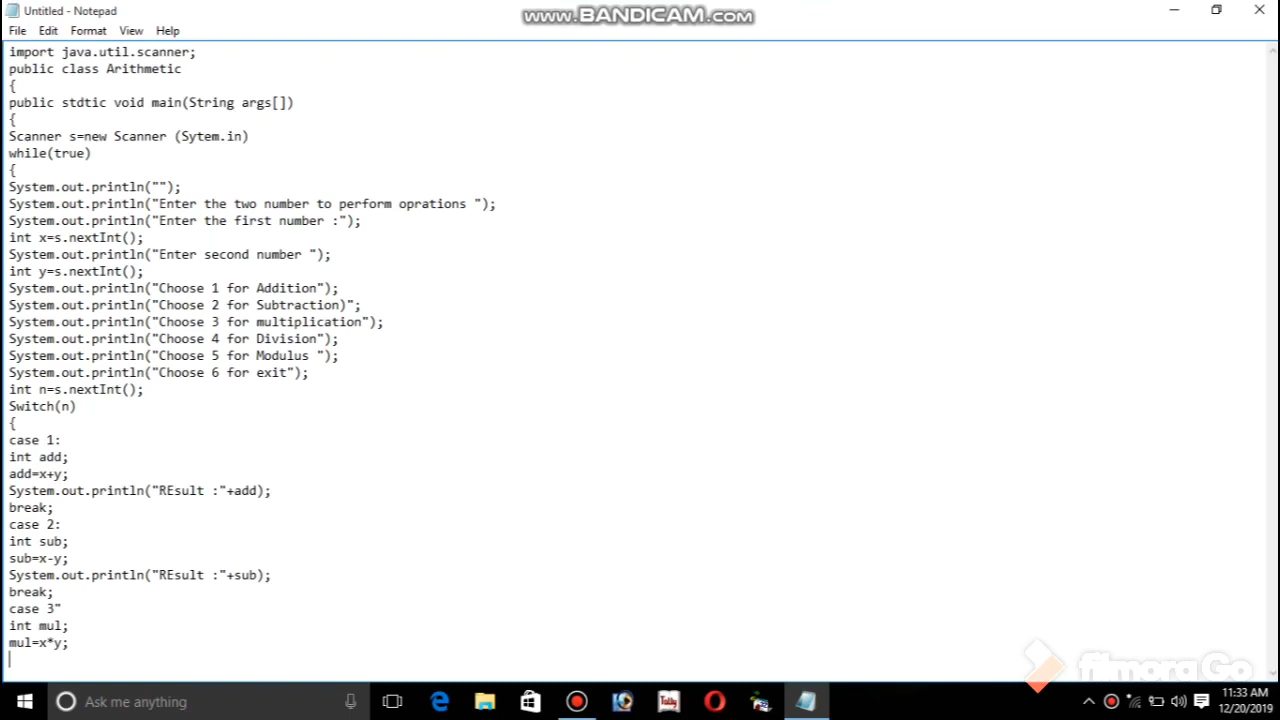 Untitled - Notepad
www.BANDICAM.com
File Edit Format View Help
import java.util.scanner;
public class Arithmetic
{
public stdtic void main(String args[])
{
Scanner s=new Scanner (Sytem.in)
while(true)
{
System.out.println("");
System.out.println("Enter the two number to perform oprations ");
System.out.println("Enter the first number :");
int x=s.nextInt();
System.out.println("Enter second number ");
int y=s.nextInt();
System.out.println("Choose 1 for Addition");
System.out.println("Choose 2 for Subtraction)";
System.out.println("Choose 3 for multiplication");
System.out.println("Choose 4 for Division");
System.out.println("Choose 5 for Modulus ");
System.out.println("Choose 6 for exit");
int n=s.nextInt();
Switch(n)
{
case 1:
int add;
add=x+y;
System.out.println("REsult :"+add);
break;
case 2:
int sub;
sub=x-y;
System.out.println("REsult :"+sub);
break;
case 3"
int mul;
mul=x*y;
filmoraGo
Ask me anything
Tally
11:33 AM
12/20/2019